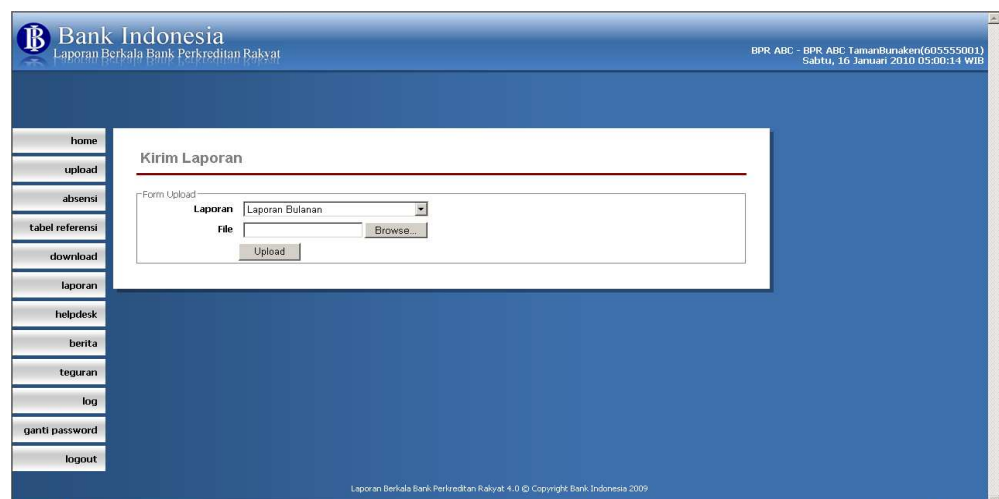 Bank Indonesia
Laporan Berkala Bank Perkreditan Rakyat
BPR ABC - BPR ABC TamanBunaken(605555001)
Sabtu, 16 Januari 2010 05:00:14 WIB
home
upload
absensi
tabel referensi
download
laporan
helpdesk
berita
teguran
log
ganti password
logout
Kirim Laporan
Form Upload
Laporan Laporan Bulanan
File Browse...
Upload
Laporan Berkala Bank Perkreditan Rakyat 4.0 @ Copyright Bank Indonesia 2009